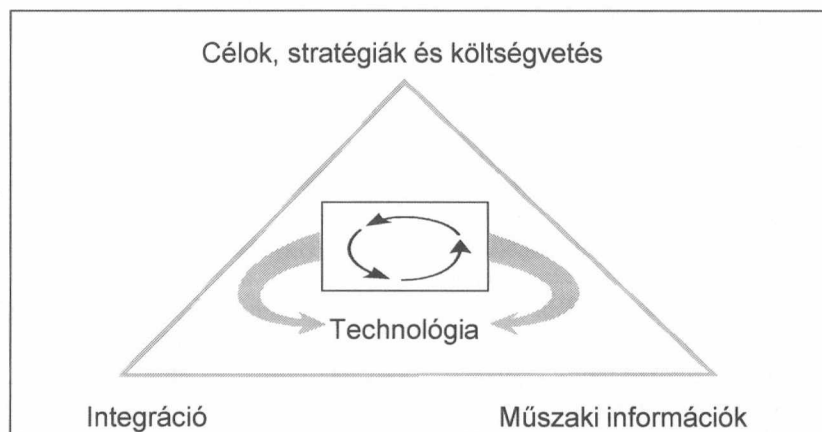 Célok, stratégiák és költségvetés
Technológia
Integráció
Műszaki információk